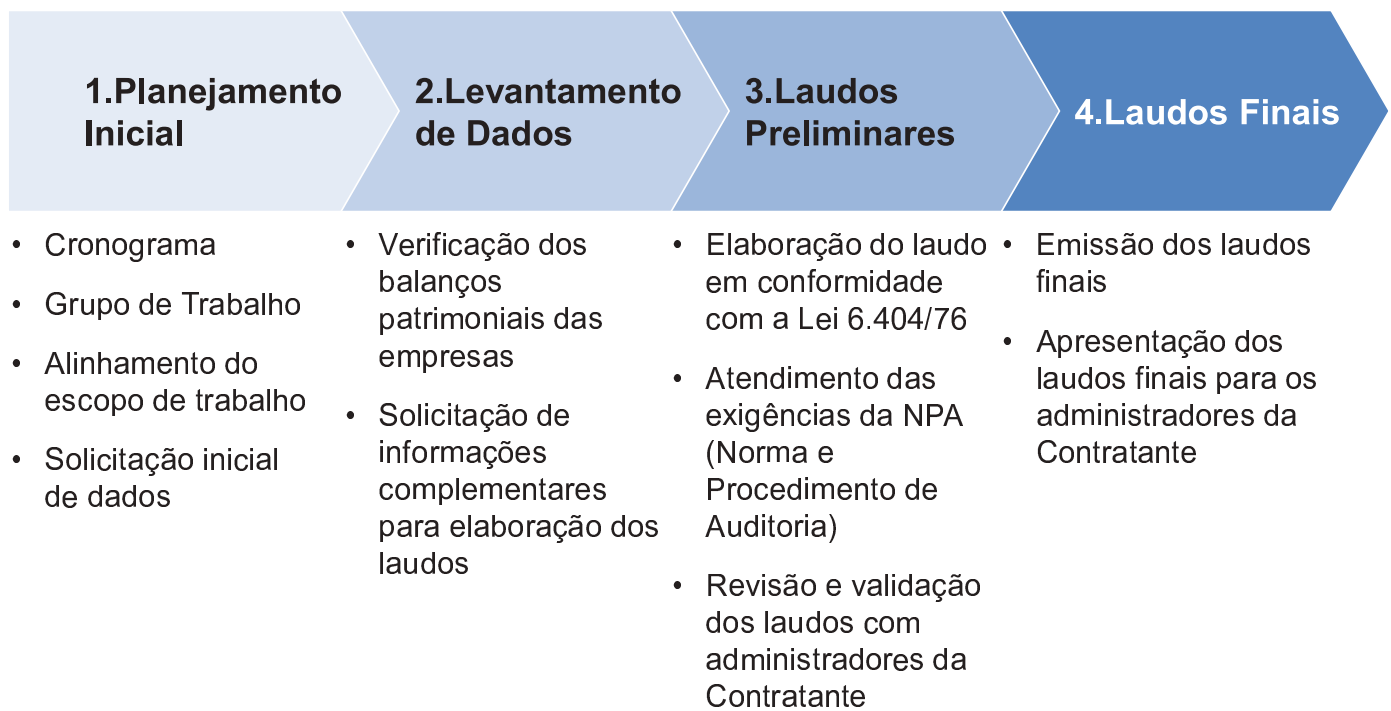 1.Planejamento
Inicial
• Cronograma
• Grupo de Trabalho
• Alinhamento do
escopo de trabalho
• Solicitação inicial
de dados
2.Levantamento
de Dados
• Verificação dos
balanços
patrimoniais das
empresas
• Solicitação de
informações
complementares
para elaboração dos
laudos
3.Laudos
Preliminares
• Elaboração do laudo
em conformidade
com a Lei 6.404/76
• Atendimento das
exigências da NPA
(Norma e
Procedimento de
Auditoria)
• Revisão e validação
dos laudos com
administradores da
Contratante
4.Laudos Finais
• Emissão dos laudos
finais
• Apresentação dos
laudos finais para os
administradores da
Contratante